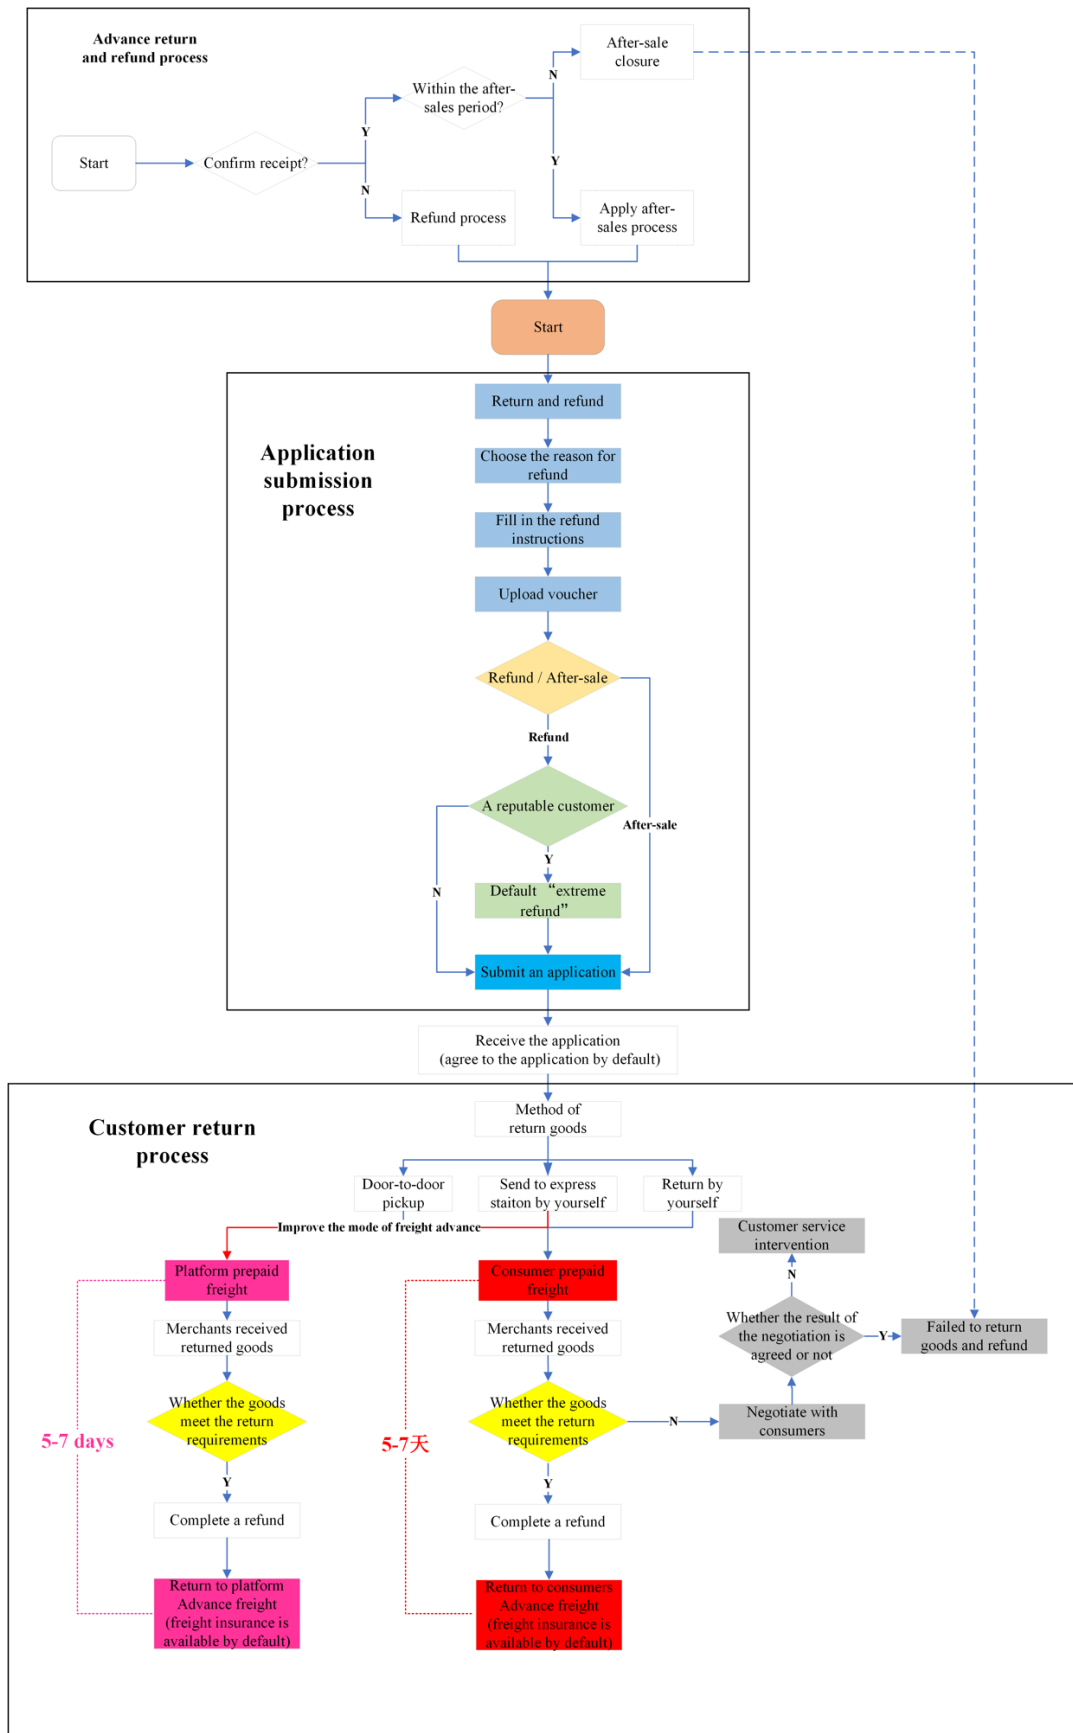 Advance return
and refund process
After-sale
closure
N
Within the after-
sales period?
Y
Start
Confirm receipt?
Y
N
Refund process
Apply after-
sales process
Start
Return and refund
Application
submission
process
Choose the reason for
refund
Fill in the refund
instructions
Upload voucher
Refund / After-sale
Refund
A reputable customer
After-sale
Y
N
Default “extreme
refund”
Submit an application
Receive the application
(agree to the application by default)
Customer return
process
Method of
return goods
Door-to-door
pickup
Send to express
staiton by yourself
Return by
yourself
Improve the mode of freight advance
Customer service
intervention
Platform prepaid
freight
Consumer prepaid
freight
N
Merchants received
returned goods
Merchants received
returned goods
Whether the result of
the negotiation is
agreed or not
Y
Failed to return
goods and refund
Whether the goods
meet the return
requirements
Whether the goods
meet the return
requirements
N
Negotiate with
consumers
5-7 days
5-7天
Y
Y
Complete a refund
Complete a refund
Return to platform
Advance freight
(freight insurance is
available by default)
Return to consumers
Advance freight
(freight insurance is
available by default)